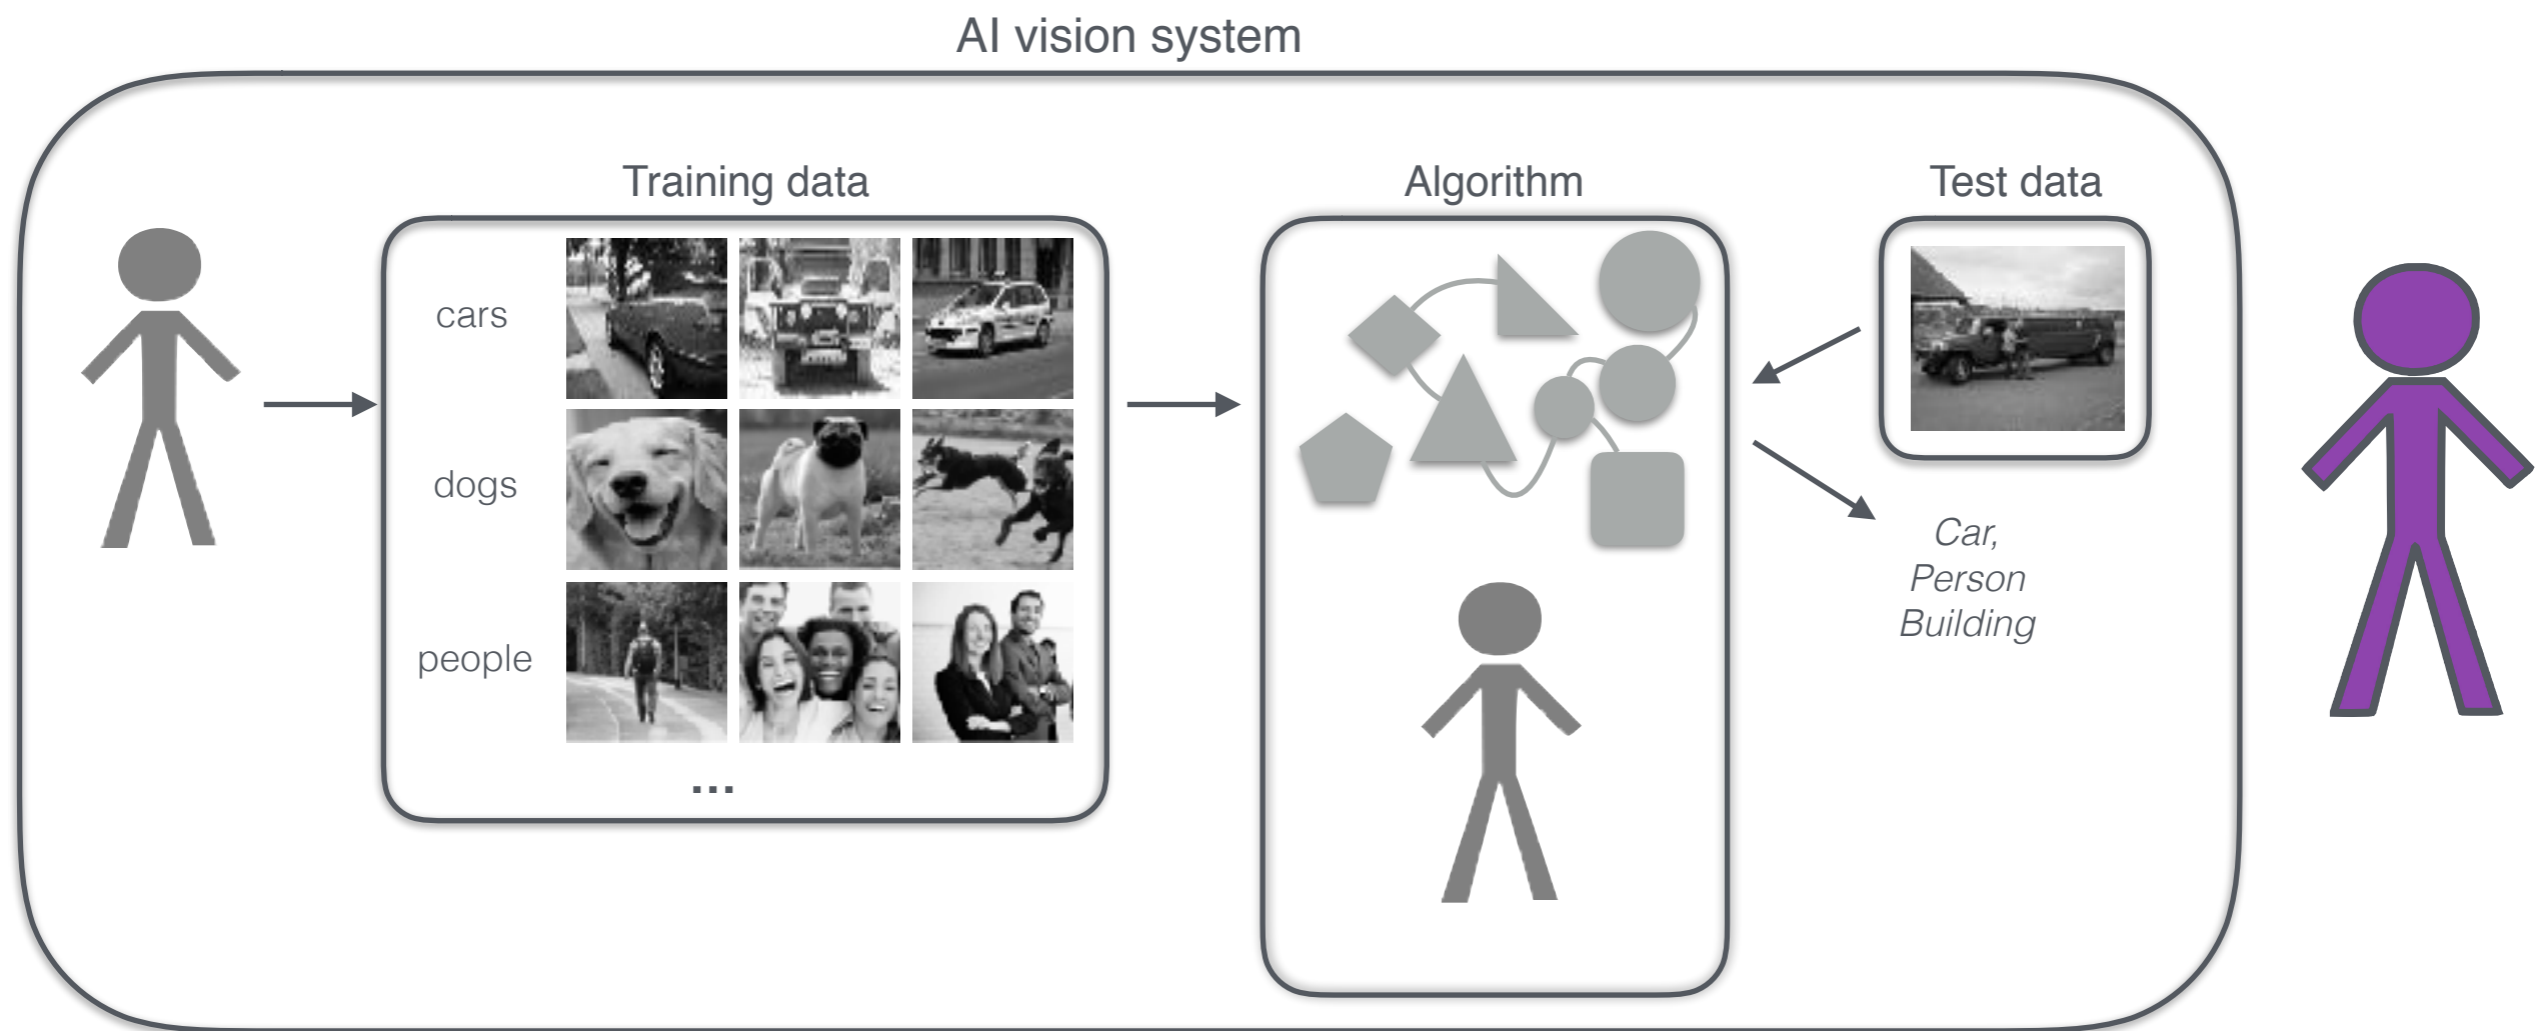 AI vision system
Training data
cars
dogs
people
...
Algorithm
Test data
Car,
Person
Building